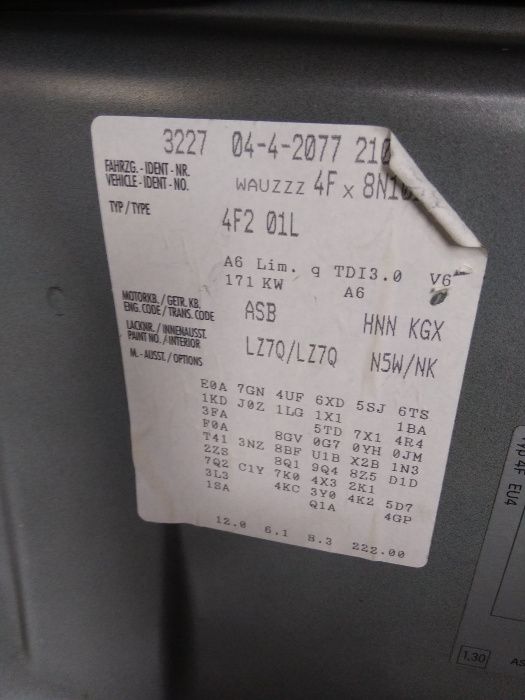 3227 04-4-2077 210
FAHRZG.-IDENT-NR.
VEHICLE-IDENT-NO.
WAUZZZ 4F x 8N
TYP/TYPE
4F2 01L
A6 Lim. q TDI3.0 V6
171 KW A6
MOTORKB./ GETR.KB.
ENG.CODE/TRANS.CODE
ASB HNN KGX
LACKNR./INNENAUSST.
PAINT NO./INTERIOR
LZ7Q/LZ7Q N5W/NK
M.-AUSST./OPTIONS
E0A 7GN 4UF 6XD 5SJ 6TS
1KD J0Z 1LG 1X1 1BA
3FA 5TD 7X1 4R4
F0A 8GV 0G7 0YH 0JM
T41 3NZ 8BF U1B X2B 1N3
2ZS 8Q1 9Q4 8Z5 D1D
7Q2 C1Y 7K0 4X3 2K1
3L3 4KC 3Y0 4K2 5D7
1SA Q1A 4GP
12.0 6.1 8.3 222.00
4F EU4
1.30
AS